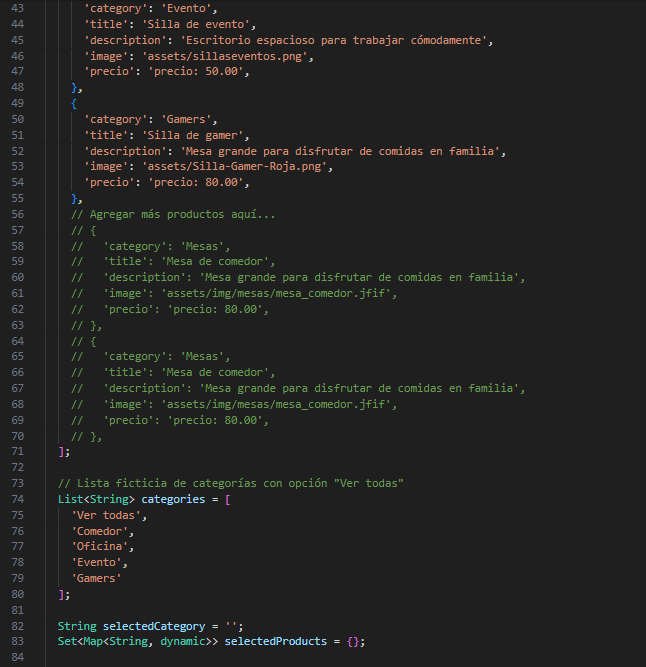 43 'category': 'Evento',
44 'title': 'Silla de evento',
45 'description': 'Escritorio espacioso para trabajar cómodamente',
46 'image': 'assets/sillaseventos.png',
47 'precio': 'precio: 50.00',
48 },
49 {
50 'category': 'Gamers',
51 'title': 'Silla de gamer',
52 'description': 'Mesa grande para disfrutar de comidas en familia',
53 'image': 'assets/Silla-Gamer-Roja.png',
54 'precio': 'precio: 80.00',
55 },
56 // Agregar más productos aquí...
57 // {
58 //   'category': 'Mesas',
59 //   'title': 'Mesa de comedor',
60 //   'description': 'Mesa grande para disfrutar de comidas en familia',
61 //   'image': 'assets/img/mesas/mesa_comedor.jfif',
62 //   'precio': 'precio: 80.00',
63 // },
64 // {
65 //   'category': 'Mesas',
66 //   'title': 'Mesa de comedor',
67 //   'description': 'Mesa grande para disfrutar de comidas en familia',
68 //   'image': 'assets/img/mesas/mesa_comedor.jfif',
69 //   'precio': 'precio: 80.00',
70 // },
71 ];
72
73 // Lista ficticia de categorías con opción "Ver todas"
74 List<String> categories = [
75 'Ver todas',
76 'Comedor',
77 'Oficina',
78 'Evento',
79 'Gamers'
80 ];
81
82 String selectedCategory = '';
83 Set<Map<String, dynamic>> selectedProducts = {};
84